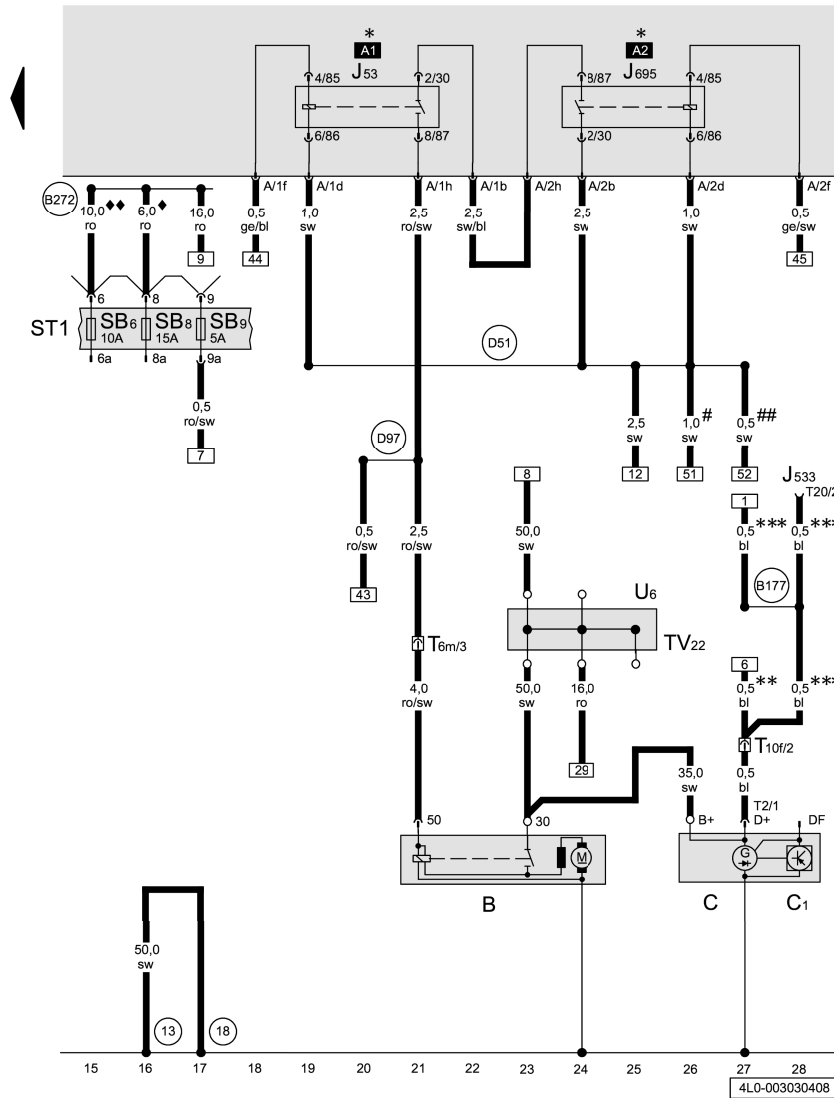 * *
A1 A2
J53 J695
4/85 2/30 8/87 4/85
6/86 8/87 2/30 6/86
B272 A/1f A/1d A/1h A/1b A/2h A/2b A/2d A/2f
10,0 ♦♦ 6,0 ♦ 16,0 0,5 1,0 2,5 2,5 2,5 1,0 0,5
ro ro ro ge/bl sw ro/sw sw/bl sw sw ge/sw
9 44 45
6 8 9
ST1 SB6 SB8 SB9
10A 15A 5A
D51
6a 8a 9a
0,5
ro/sw
2,5 1,0 # 0,5 ##
sw sw sw
D97
7
8 12 51 52 J533
T20/2
1
0,5 2,5 50,0 0,5 *** 0,5 ***
ro/sw ro/sw sw bl bl
43 B177
U6
T6m/3 TV22
6
4,0 50,0 16,0 0,5 ** 0,5 ***
ro/sw sw ro bl bl
T10f/2
29 35,0 0,5
sw bl
T2/1
50 30 B+ D+ DF
M G
B C C1
50,0
sw
13 18
15 16 17 18 19 20 21 22 23 24 25 26 27 28
4L0-003030408